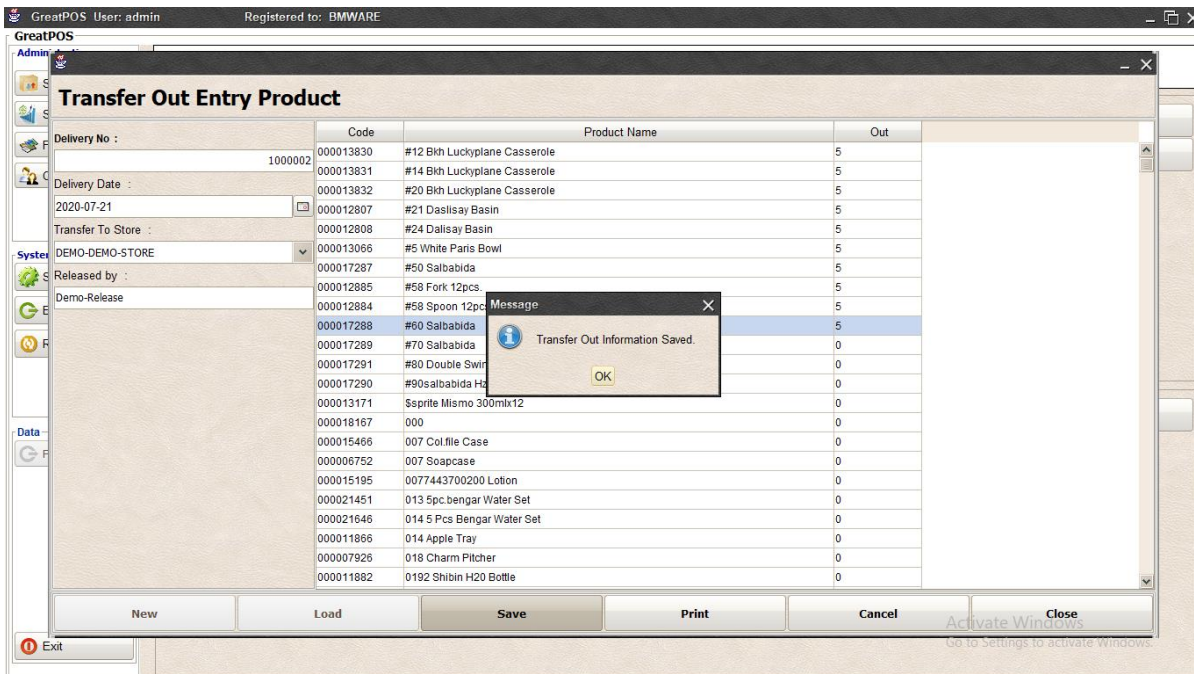 GreatPOS User: admin Registered to: BMWARE
GreatPOS
Transfer Out Entry Product
Delivery No :
1000002
Delivery Date :
2020-07-21
Transfer To Store :
DEMO-DEMO-STORE
Released by :
Demo-Release
Code Product Name Out
000013830 #12 Bkh Luckyplane Casserole 5
000013831 #14 Bkh Luckyplane Casserole 5
000013832 #20 Bkh Luckyplane Casserole 5
000012807 #21 Daslisay Basin 5
000012808 #24 Dalisay Basin 5
000013066 #5 White Paris Bowl 5
000017287 #50 Salbabida 5
000012885 #58 Fork 12pcs. 5
000012884 #58 Spoon 12pc 5
000017288 #60 Salbabida 5
000017289 #70 Salbabida 0
000017291 #80 Double 0
000017290 #90salbabida 0
000013171 $sprite Mismo 300mlx12 0
000018167 000 0
000015466 007 Col.file Case 0
000006752 007 Soapcase 0
000015195 0077443700200 Lotion 0
000021451 013 5pc.bengar Water Set 0
000021646 014 5 Pcs Bengar Water Set 0
000011866 014 Apple Tray 0
000007926 018 Charm Pitcher 0
000011882 0192 Shibin H20 Bottle 0
Message
Transfer Out Information Saved.
OK
New Load Save Print Cancel Close
Data
Exit
Activate Windows
Go to Settings to activate Windows.